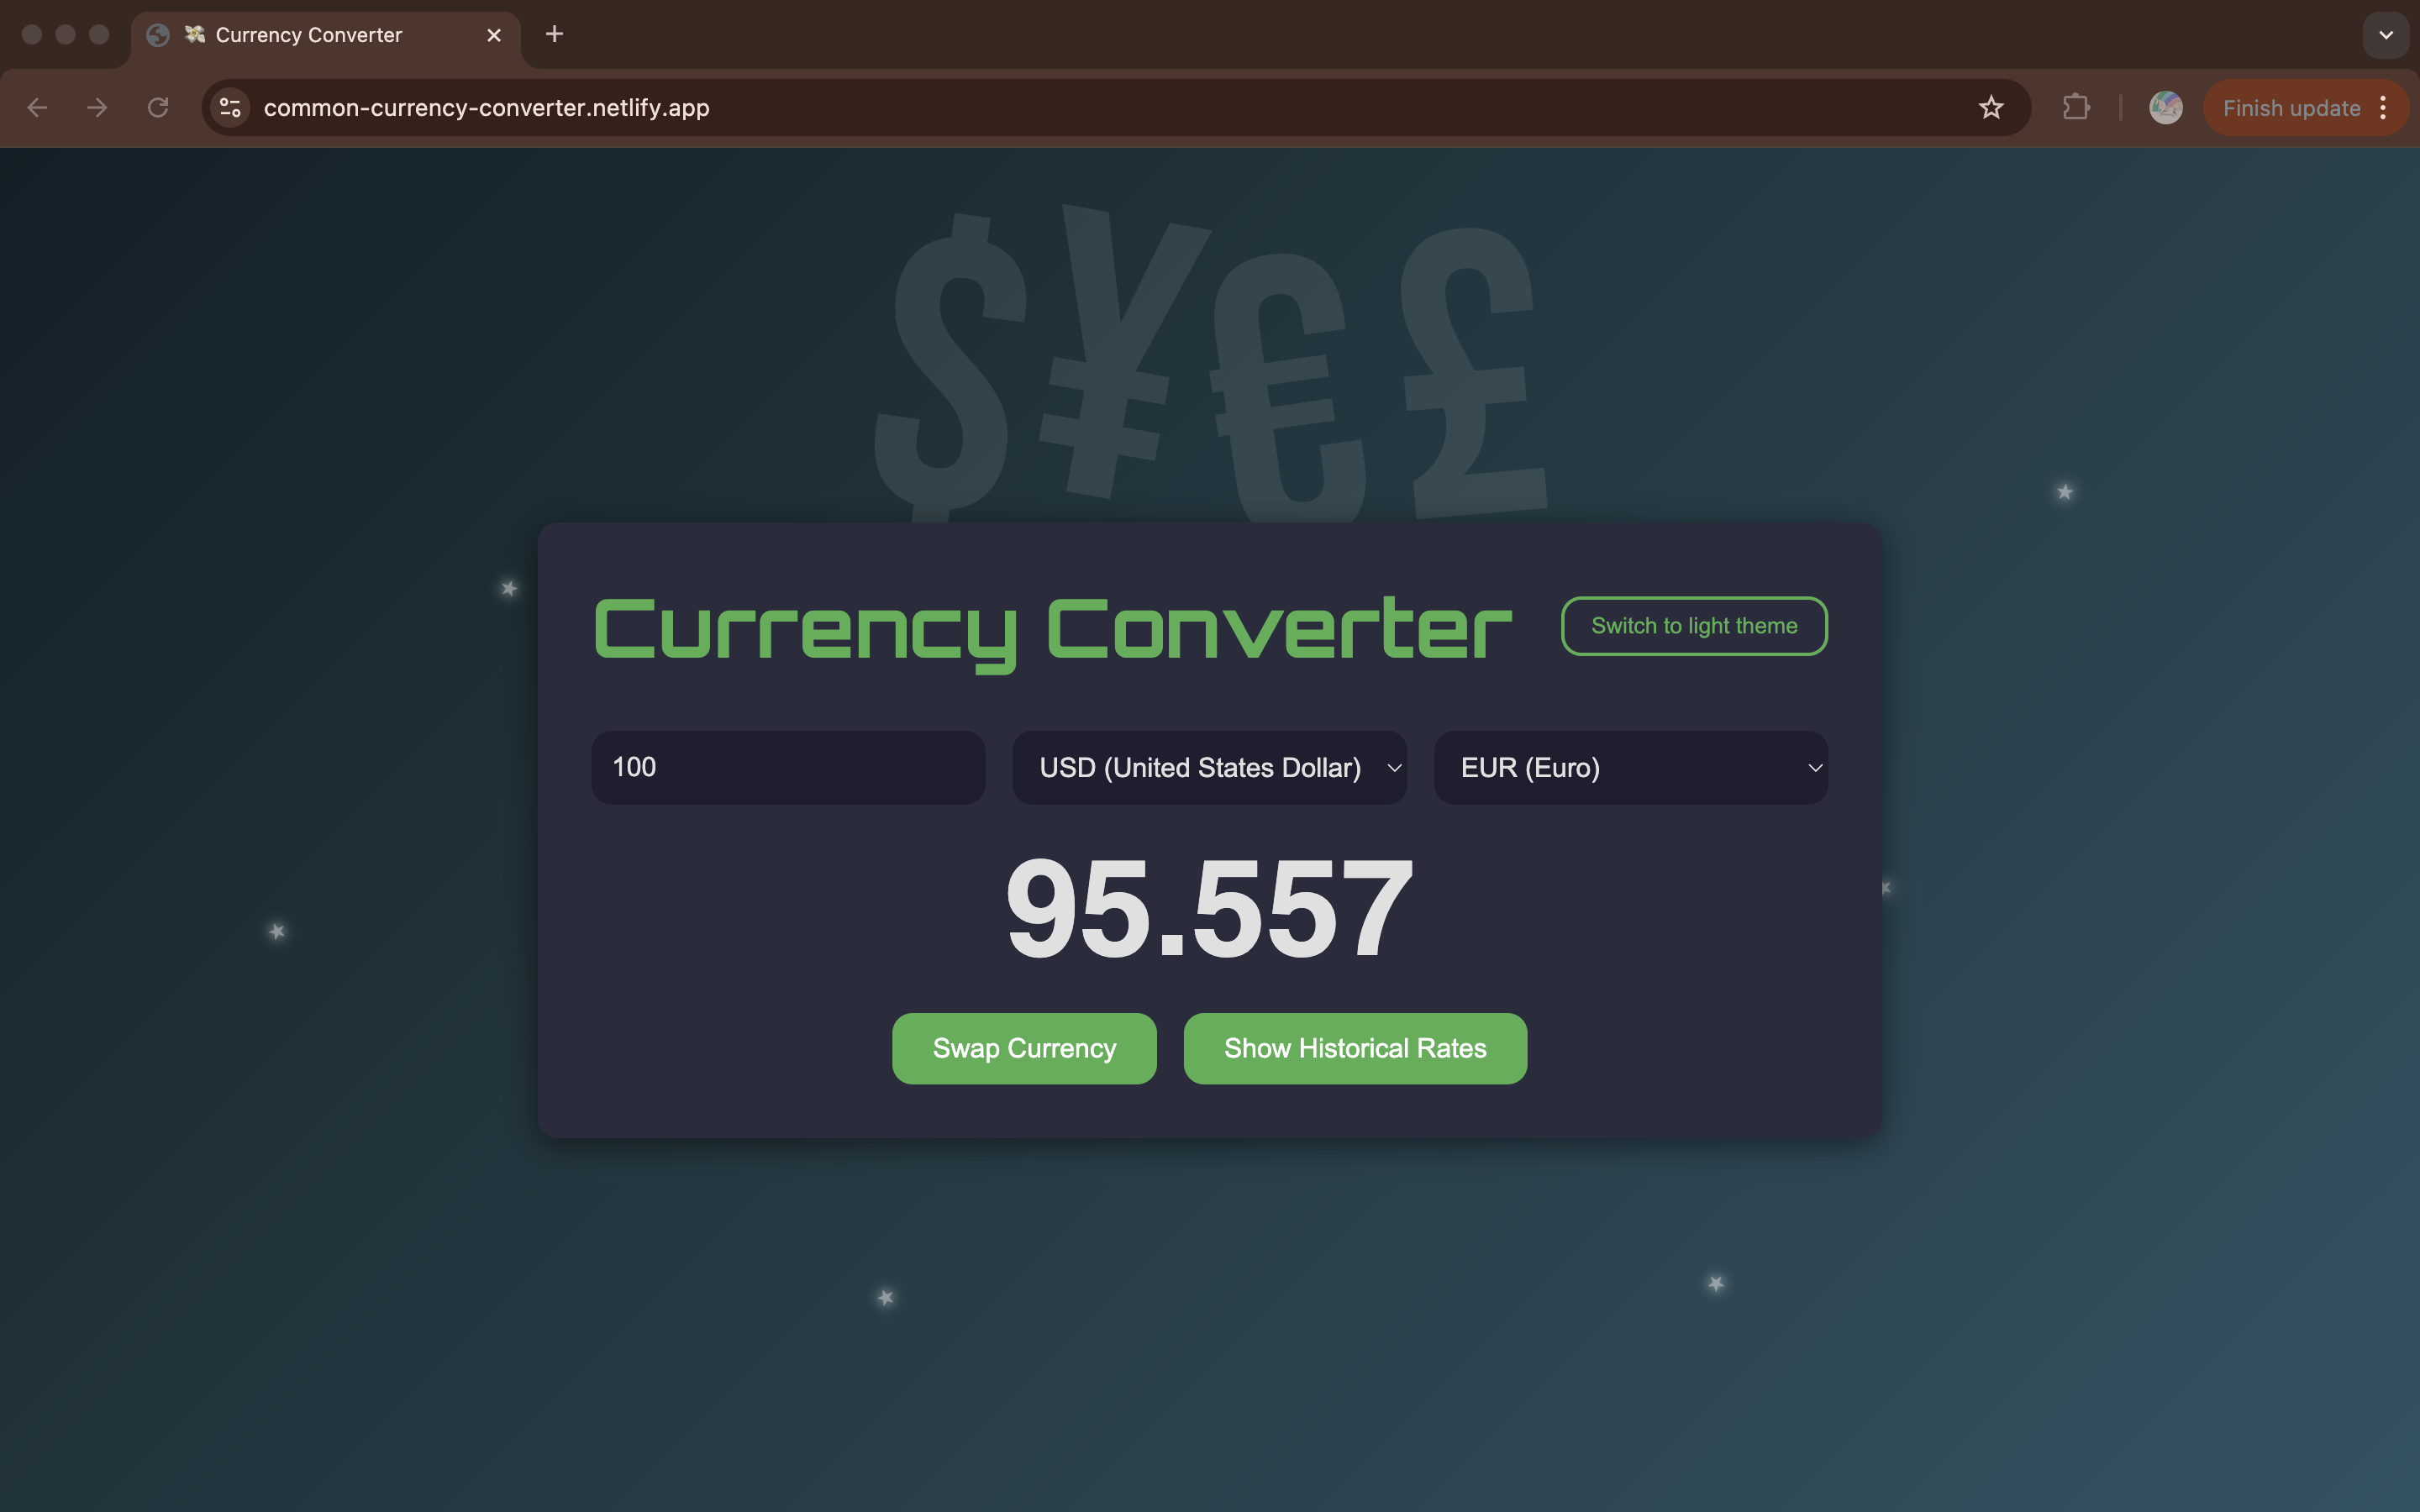 💸 Currency Converter
common-currency-converter.netlify.app
Finish update
$¥€£
Currency Converter
Switch to light theme
100
USD (United States Dollar)
EUR (Euro)
95.557
Swap Currency
Show Historical Rates